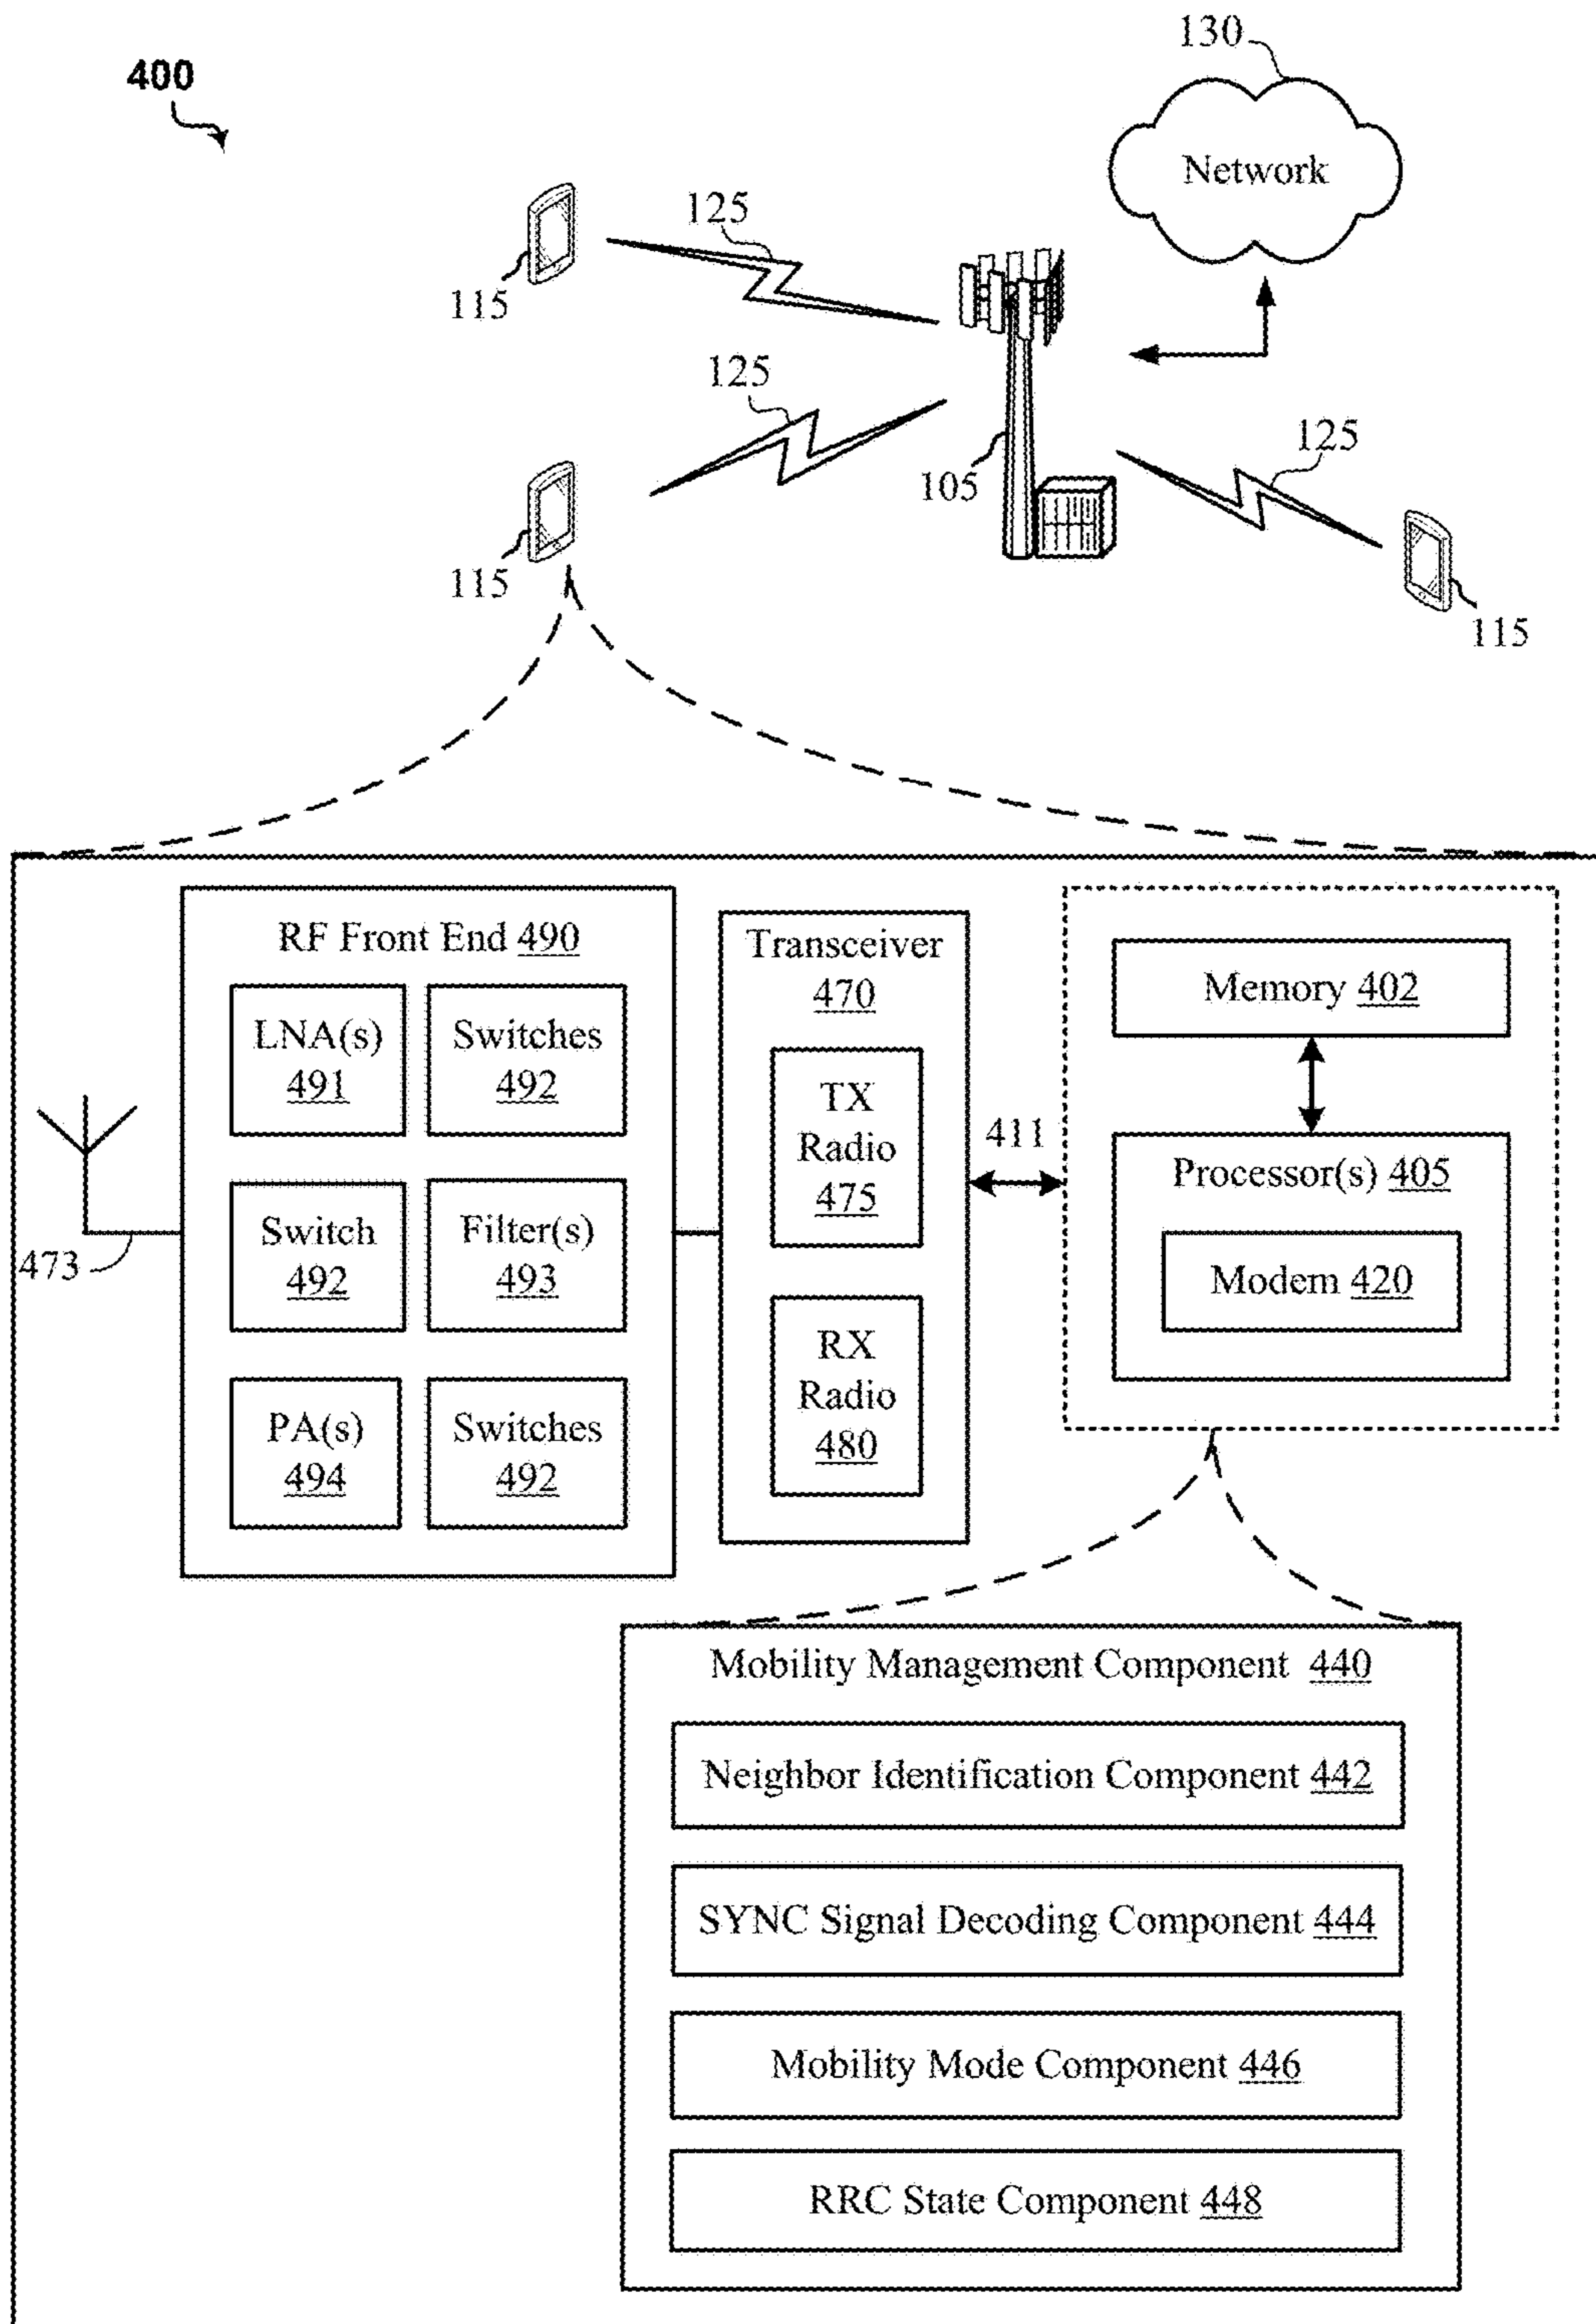 130
400
Network
125
115
125
125
105
115
115
RF Front End 490
LNA(s)
491
Switches
492
Switch
492
Filter(s)
493
PA(s)
494
Switches
492
473
Transceiver
470
TX
Radio
475
RX
Radio
480
411
Memory 402
Processor(s) 405
Modem 420
Mobility Management Component 440
Neighbor Identification Component 442
SYNC Signal Decoding Component 444
Mobility Mode Component 446
RRC State Component 448